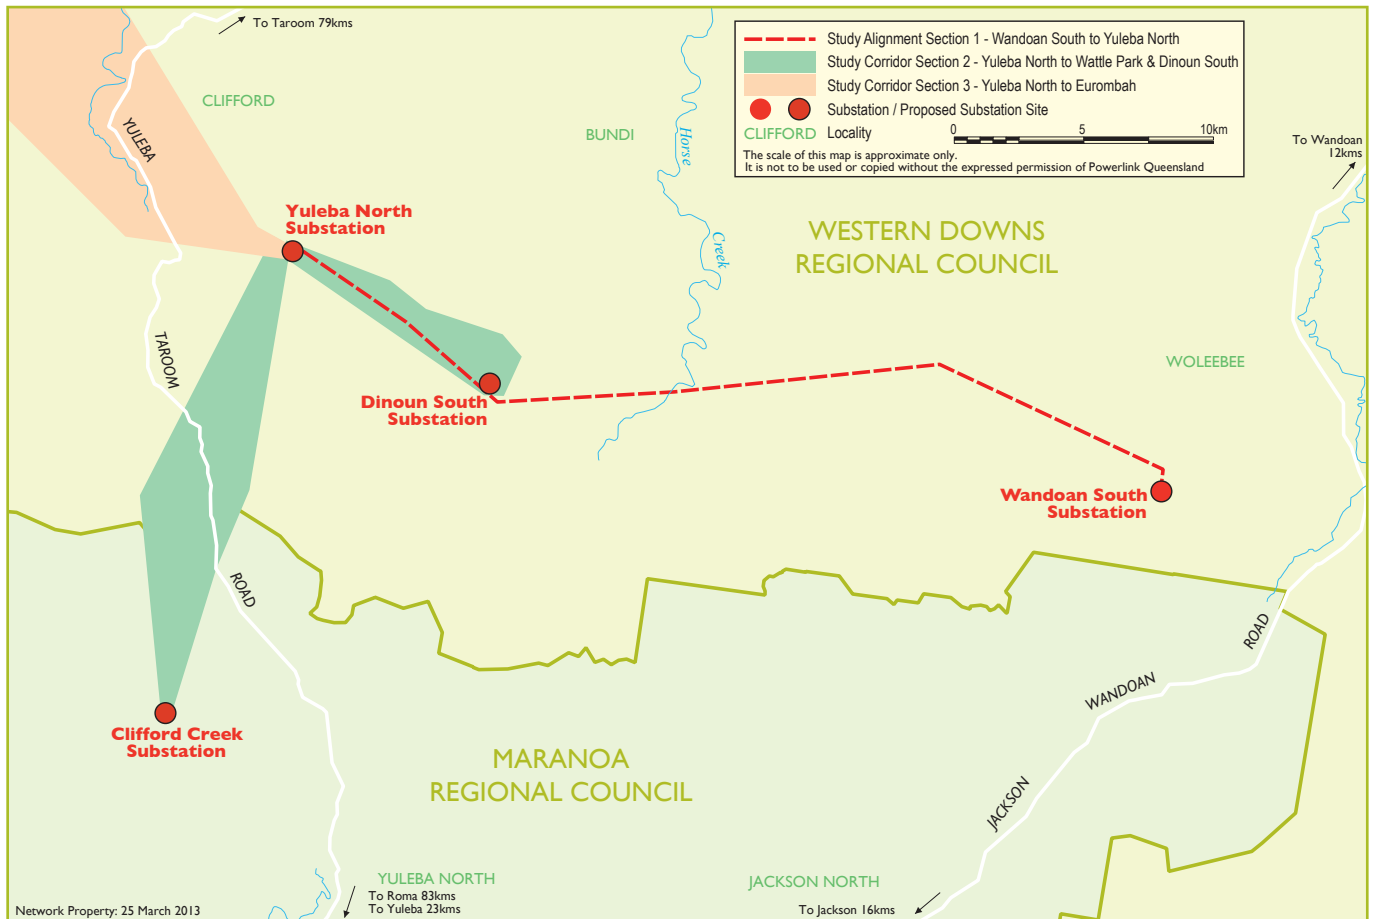 To Taroom 79kms
Study Alignment Section 1 - Wandoan South to Yuleba North
Study Corridor Section 2 - Yuleba North to Wattle Park & Dinoun South
Study Corridor Section 3 - Yuleba North to Eurombah
Substation / Proposed Substation Site
CLIFFORD Locality
0 5 10km
The scale of this map is approximate only.
It is not to be used or copied without the expressed permission of Powerlink Queensland
CLIFFORD
YULEBA
BUNDI
Horse
Creek
To Wandoan
12kms
Yuleba North
Substation
WESTERN DOWNS
REGIONAL COUNCIL
TAROOM
WOLEEBEE
Dinoun South
Substation
Wandoan South
Substation
ROAD
ROAD
WANDOAN
JACKSON
Clifford Creek
Substation
MARANOA
REGIONAL COUNCIL
YULEBA NORTH
To Roma 83kms
To Yuleba 23kms
JACKSON NORTH
To Jackson 16kms
Network Property: 25 March 2013